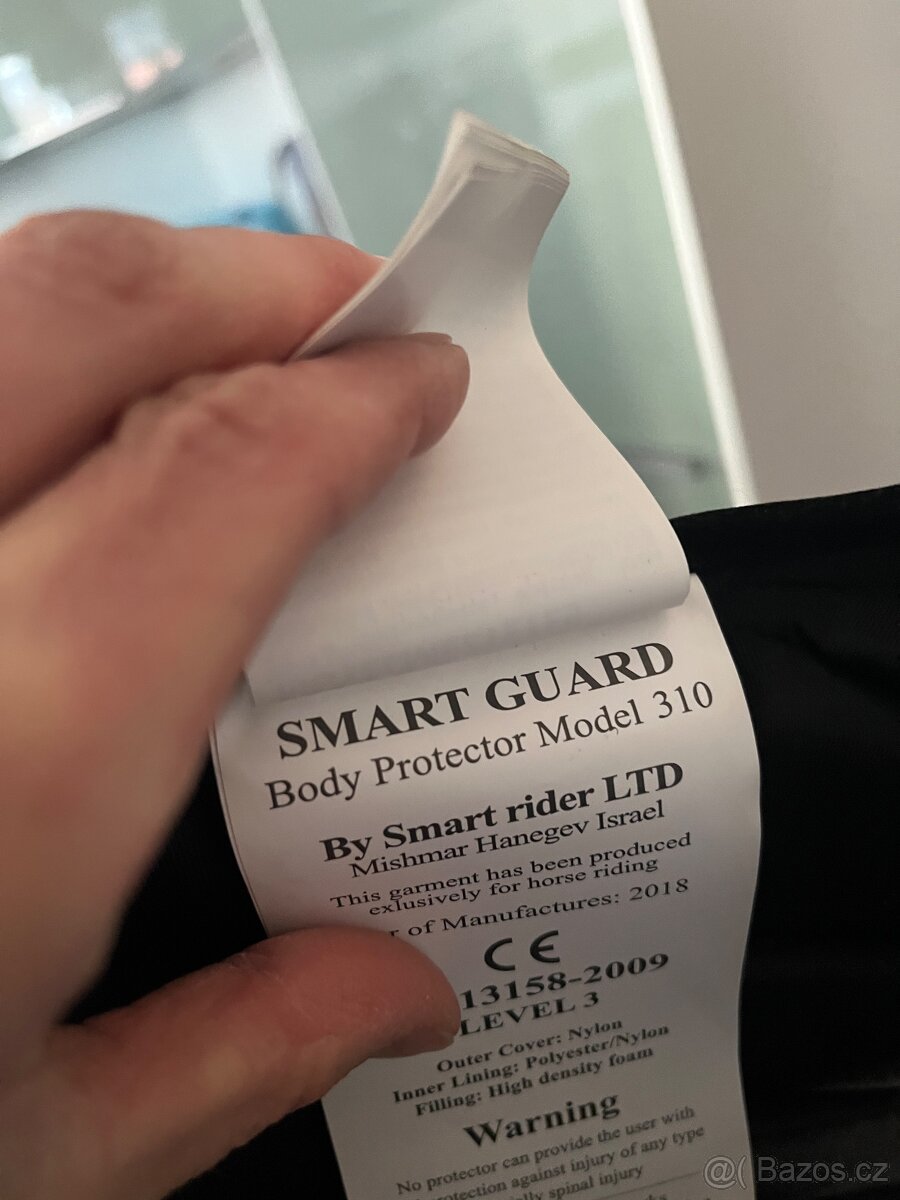 SMART GUARD
Body Protector Model 310
By Smart rider LTD
Mishmar Hanegev Israel
This garment has been produced
exlusively for horse riding
of Manufactures: 2018
CE
13158-2009
LEVEL 3
Outer Cover: Nylon
Inner Lining: Polyester/Nylon
Filling: High density foam
Warning
No protector can provide the user with
against injury of any type
spinal injury
@( Bazos.cz